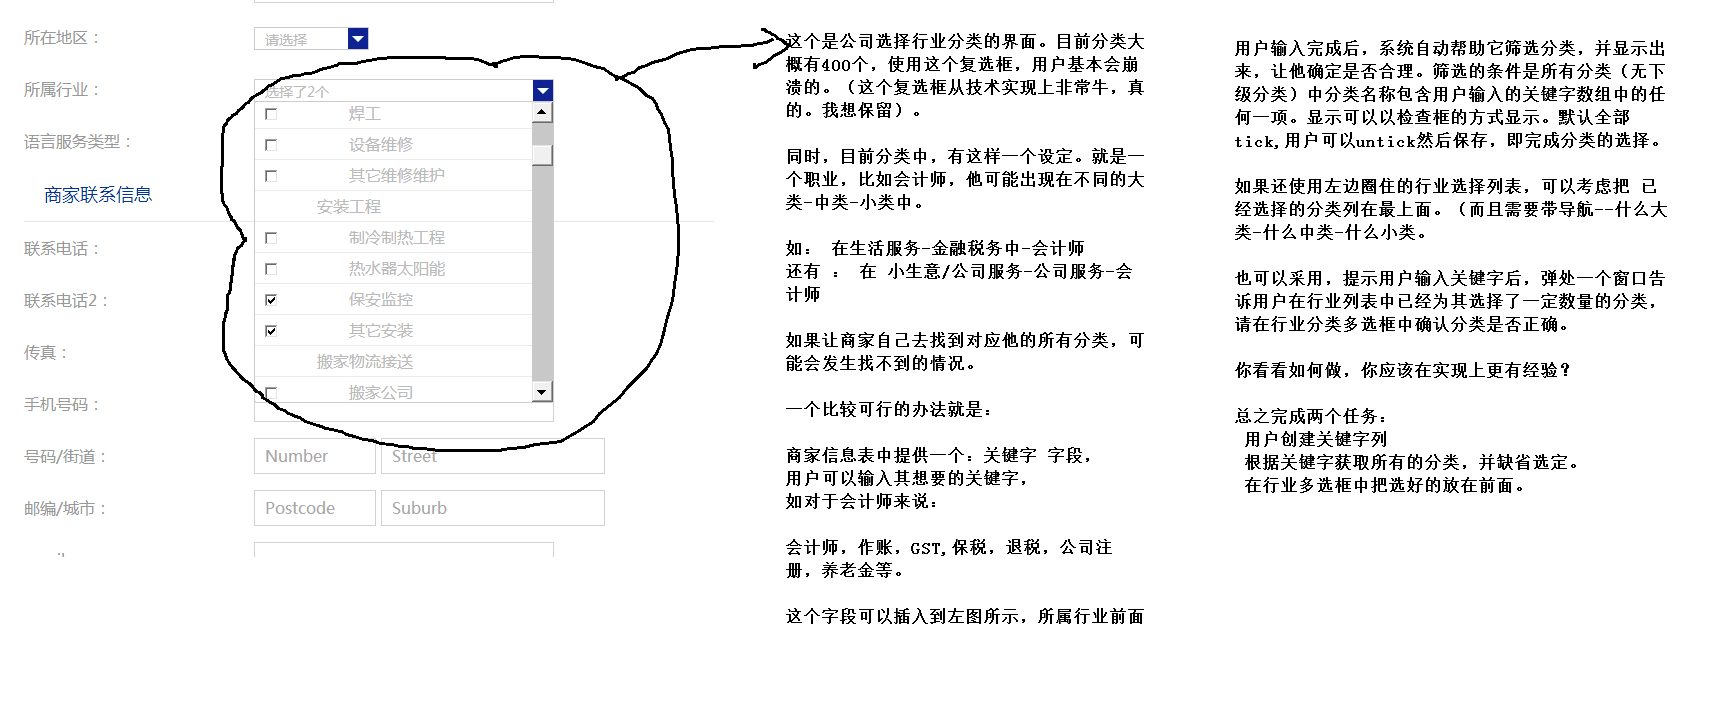 所在地区：
请选择
所属行业：
选择了2个
焊工
设备维修
语言服务类型：
其它维修维护
商家联系信息
安装工程
制冷制热工程
联系电话：
热水器太阳能
联系电话2：
保安监控
其它安装
传真：
搬家物流接送
搬家公司
手机号码：
号码/街道：
Number
Street
邮编/城市：
Postcode
Suburb
这个是公司选择行业分类的界面。目前分类大
概有400个，使用这个复选框，用户基本会崩
溃的。（这个复选框从技术实现上非常牛，真
的。我想保留）。
同时，目前分类中，有这样一个设定。就是一
个职业，比如会计师，他可能出现在不同的大
类-中类-小类中。
如： 在生活服务-金融税务中-会计师
还有 ： 在 小生意/公司服务-公司服务-会
计师
如果让商家自己去找到对应他的所有分类，可
能会发生找不到的情况。
一个比较可行的办法就是：
商家信息表中提供一个：关键字 字段，
用户可以输入其想要的关键字，
如对于会计师来说：
会计师，作账，GST,保税，退税，公司注
册，养老金等。
这个字段可以插入到左图所示，所属行业前面
用户输入完成后，系统自动帮助它筛选分类，并显示出
来，让他确定是否合理。筛选的条件是所有分类（无下
级分类）中分类名称包含用户输入的关键字数组中的任
何一项。显示可以以检查框的方式显示。默认全部
tick,用户可以untick然后保存，即完成分类的选择。
如果还使用左边圈住的行业选择列表，可以考虑把 已
经选择的分类列在最上面。（而且需要带导航--什么大
类-什么中类-什么小类。
也可以采用，提示用户输入关键字后，弹处一个窗口告
诉用户在行业列表中已经为其选择了一定数量的分类，
请在行业分类多选框中确认分类是否正确。
你看看如何做，你应该在实现上更有经验？
总之完成两个任务：
用户创建关键字列
根据关键字获取所有的分类，并缺省选定。
在行业多选框中把选好的放在前面。